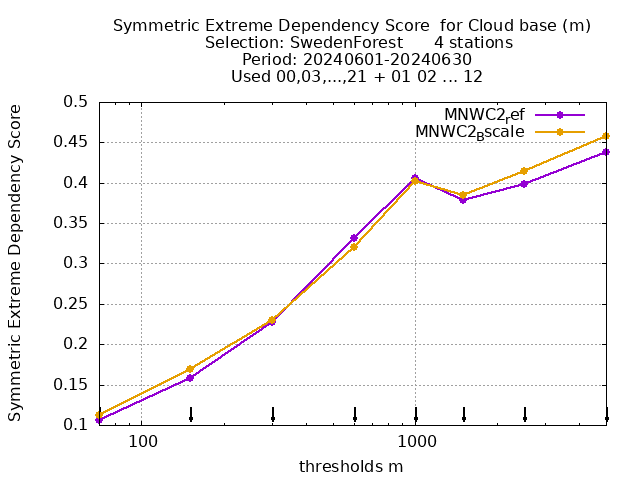 Symmetric Extreme Dependency Score  for Cloud base (m)
Selection: SwedenForest      4 stations
Period: 20240601-20240630
Used 00,03,...,21 + 01 02 ... 12
MNWC2ref
MNWC2Bscale
Symmetric Extreme Dependency Score
0.5
0.45
0.4
0.35
0.3
0.25
0.2
0.15
0.1
100
1000
thresholds m